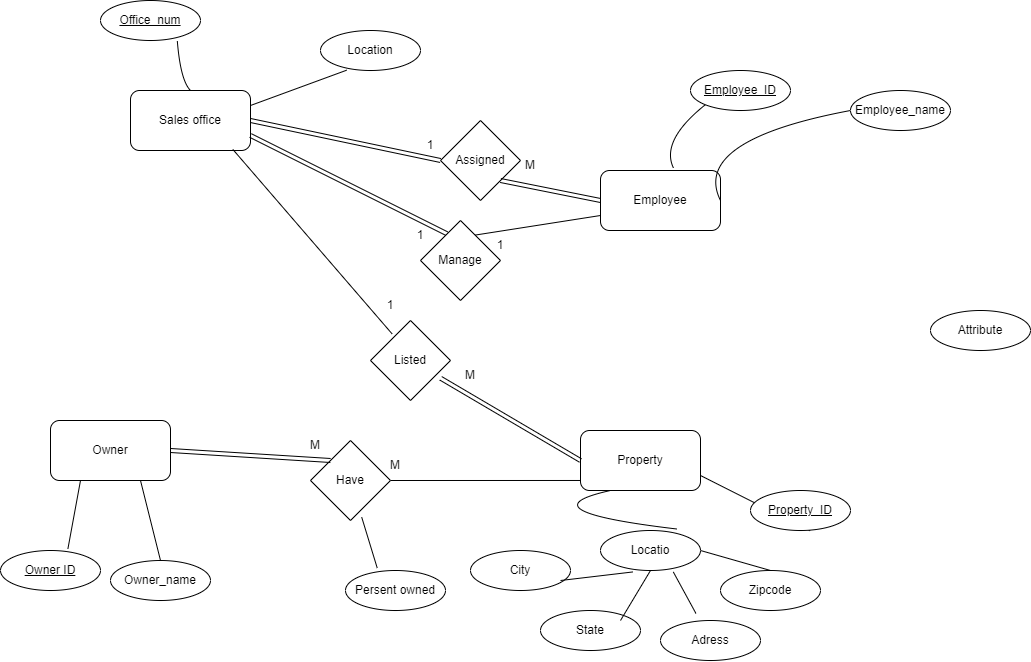 Office_num
Location
Sales office
Employee_ID
Employee_name
1
Assigned
M
Employee
1
1
Manage
1
Attribute
Listed
M
Owner
M
M
Property
Have
Property_ID
Locatio
Owner ID
Owner_name
Persent owned
City
Zipcode
State
Adress